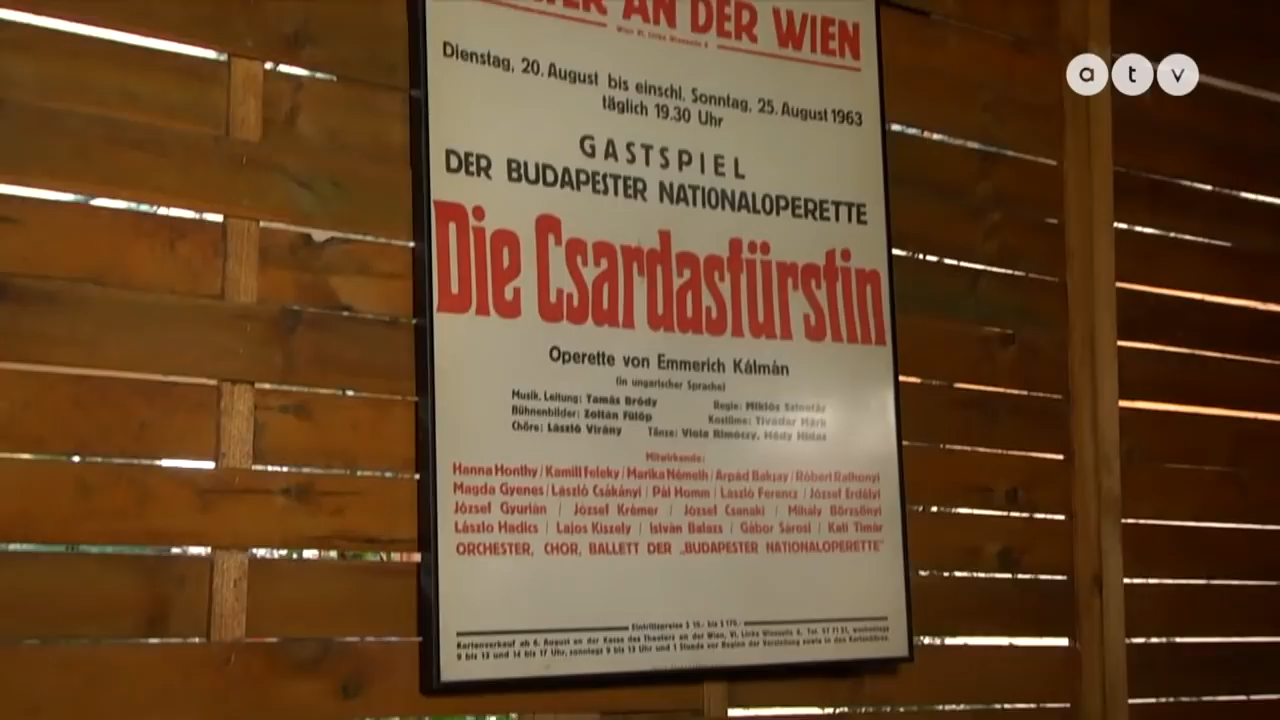 AN DER WIEN
Wien VI, Linke Wienzeile 6
Dienstag, 20. August bis einschl. Sonntag, 25. August 1963
täglich 19.30 Uhr
GASTSPIEL
DER BUDAPESTER NATIONALOPERETTE
Die Csardasfürstin
Operette von Emmerich Kálmàn
(in ungarischer Sprache)
Musik. Leitung: Tamás Bródy Regie: Miklós Szinetár
Bühnenbilder: Zoltán Fülöp Kostüme: Tivadar Márk
Chöre: László Virány Tänze: Viola Rimóczy, Hédy Hidas
Mitwirkende:
Hanna Honthy / Kamill Feleky / Marika Németh / Arpád Baksay / Róbert Rathonyi
Magda Gyenes / László Csákányi / Pál Homm / László Ferencz / József Erdélyi
József Gyurián / József Krémer / József Csanaki / Mihály Börzsönyi
László Hadics / Lajos Kiszely / István Balazs / Gábor Sárosi / Kati Timár
ORCHESTER, CHOR, BALLETT DER „BUDAPESTER NATIONALOPERETTE"
Eintrittspreise S 15.- bis S 170.-
Kartenverkauf ab 6. August an der Kassa des Theaters an der Wien, VI, Linke Wienzeile 6, Tel. 57 71 51, wochentags
9 bis 13 und 14 bis 17 Uhr, sonntags 9 bis 13 Uhr und 1 Stunde vor Beginn der Vorstellung sowie in den Kartenbüros.
atv